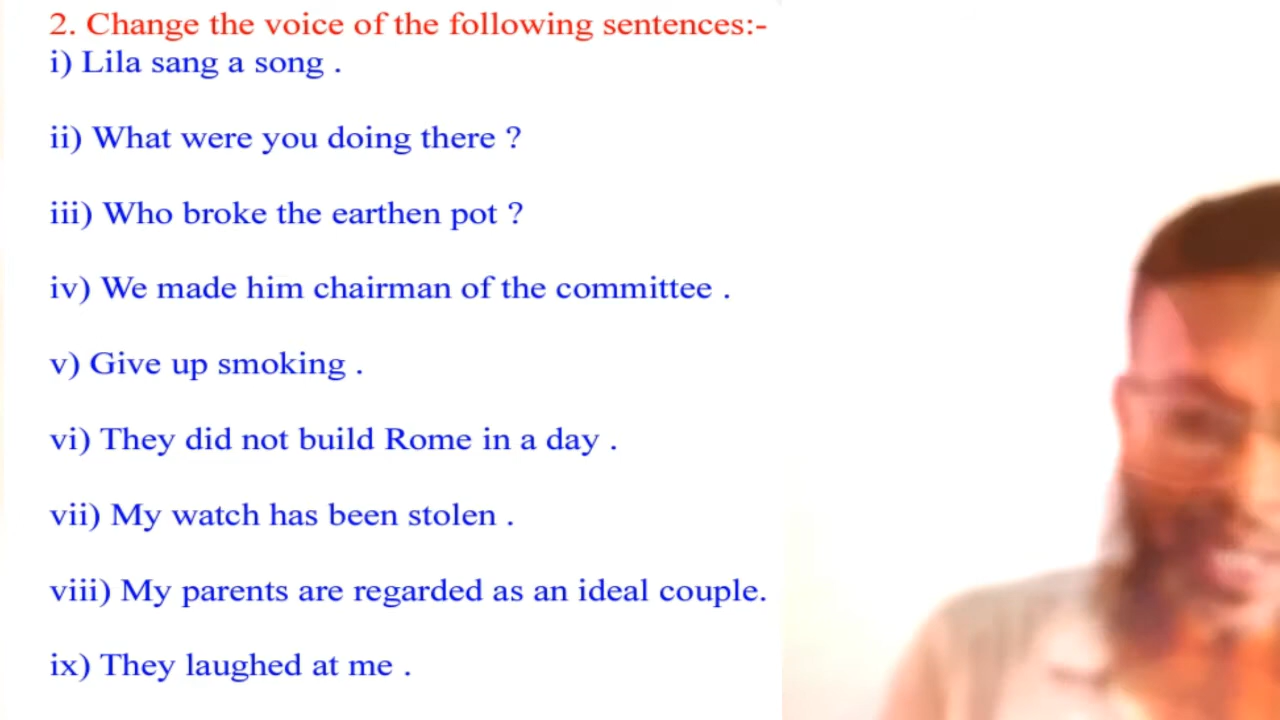 2. Change the voice of the following sentences:-
i) Lila sang a song .
ii) What were you doing there ?
iii) Who broke the earthen pot ?
iv) We made him chairman of the committee .
v) Give up smoking .
vi) They did not build Rome in a day .
vii) My watch has been stolen .
viii) My parents are regarded as an ideal couple.
ix) They laughed at me .